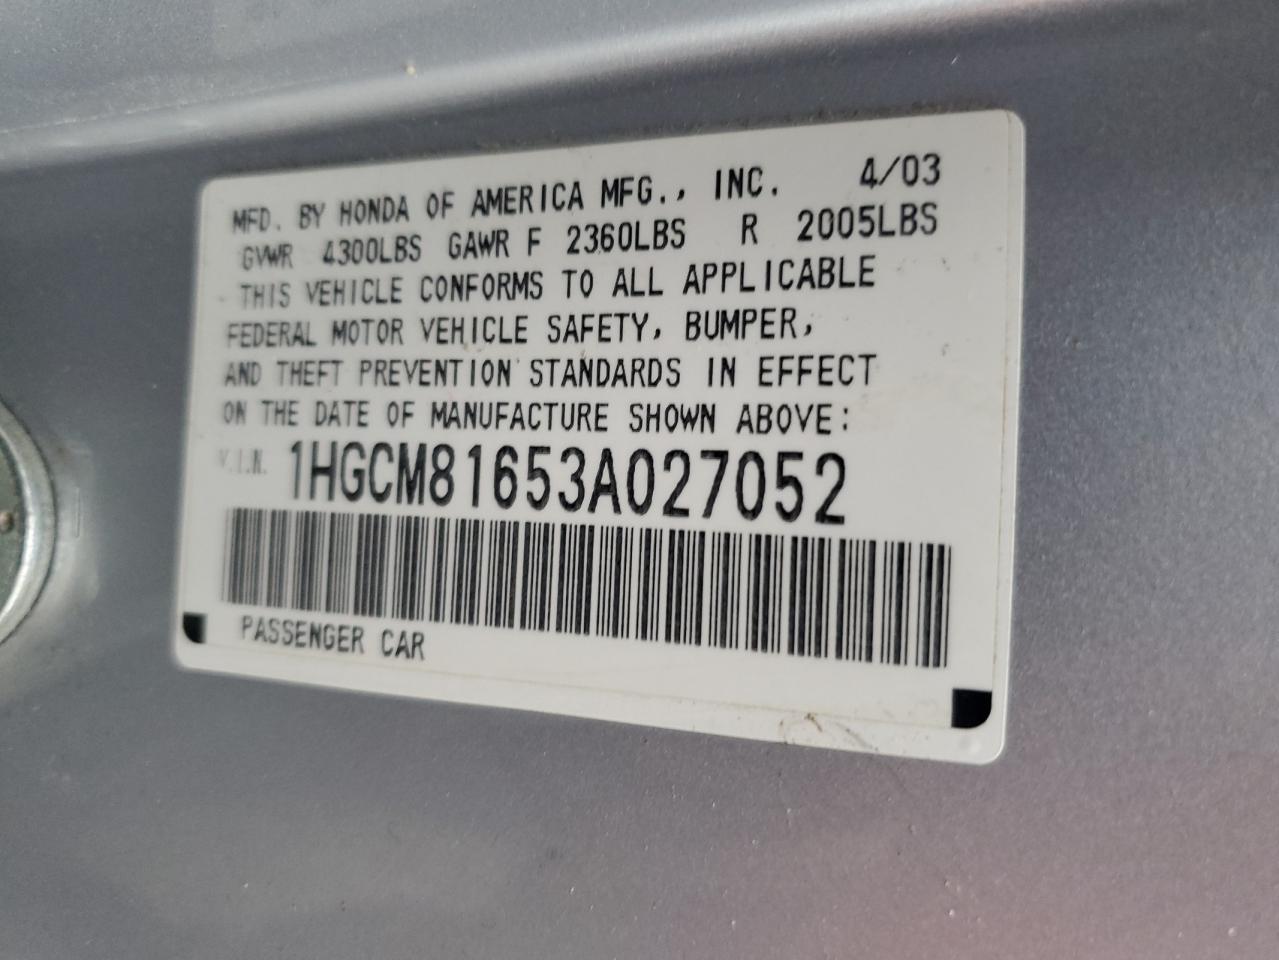 MFD. BY HONDA OF AMERICA MFG., INC. 4/03
GVWR 4300LBS GAWR F 2360LBS R 2005LBS
THIS VEHICLE CONFORMS TO ALL APPLICABLE
FEDERAL MOTOR VEHICLE SAFETY, BUMPER,
AND THEFT PREVENTION STANDARDS IN EFFECT
ON THE DATE OF MANUFACTURE SHOWN ABOVE:
V.I.N. 1HGCM81653A027052
PASSENGER CAR